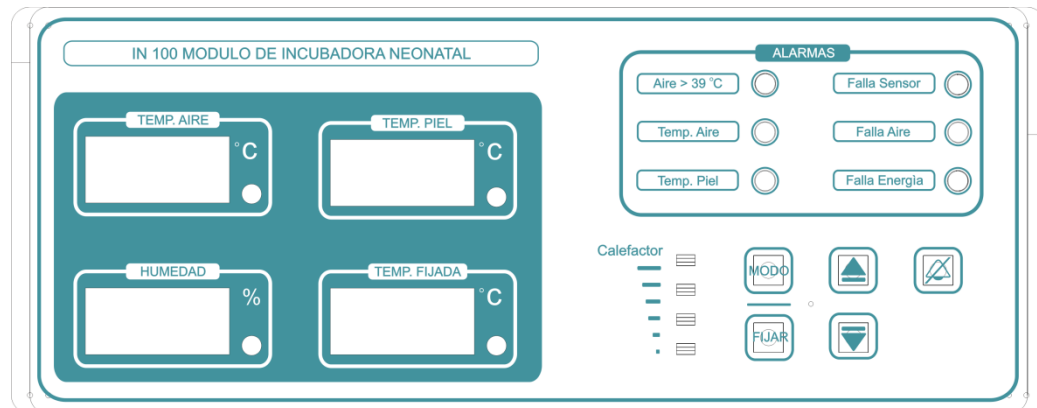 IN 100 MODULO DE INCUBADORA NEONATAL
TEMP. AIRE
°C
TEMP. PIEL
°C
HUMEDAD
%
TEMP. FIJADA
°C
ALARMAS
Aire > 39 °C
Falla Sensor
Temp. Aire
Falla Aire
Temp. Piel
Falla Energìa
Calefactor
MODO
FIJAR